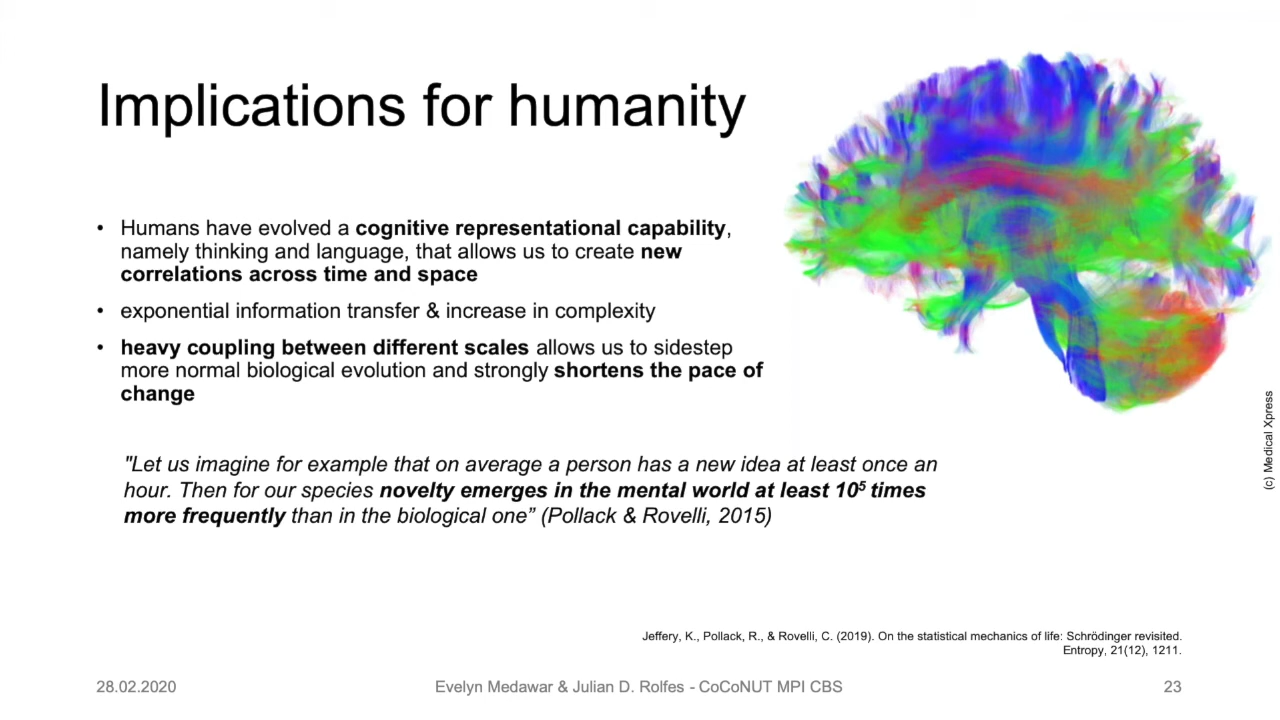 Implications for humanity
• Humans have evolved a cognitive representational capability,
namely thinking and language, that allows us to create new
correlations across time and space
• exponential information transfer & increase in complexity
• heavy coupling between different scales allows us to sidestep
more normal biological evolution and strongly shortens the pace of
change
(c) Medical Xpress
"Let us imagine for example that on average a person has a new idea at least once an
hour. Then for our species novelty emerges in the mental world at least 10⁵ times
more frequently than in the biological one” (Pollack & Rovelli, 2015)
Jeffery, K., Pollack, R., & Rovelli, C. (2019). On the statistical mechanics of life: Schrödinger revisited.
Entropy, 21(12), 1211.
28.02.2020
Evelyn Medawar & Julian D. Rolfes - CoCoNUT MPI CBS
23